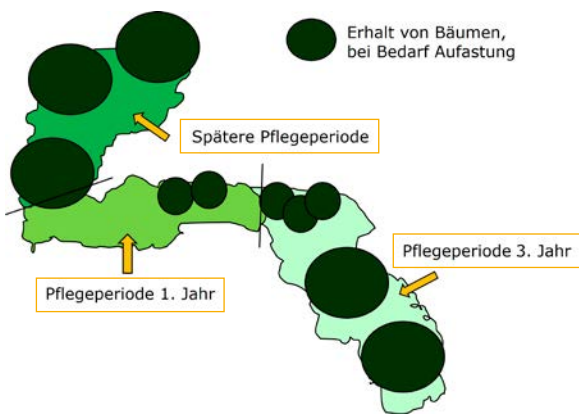 Erhalt von Bäumen,
bei Bedarf Aufastung
Spätere Pflegeperiode
Pflegeperiode 3. Jahr
Pflegeperiode 1. Jahr